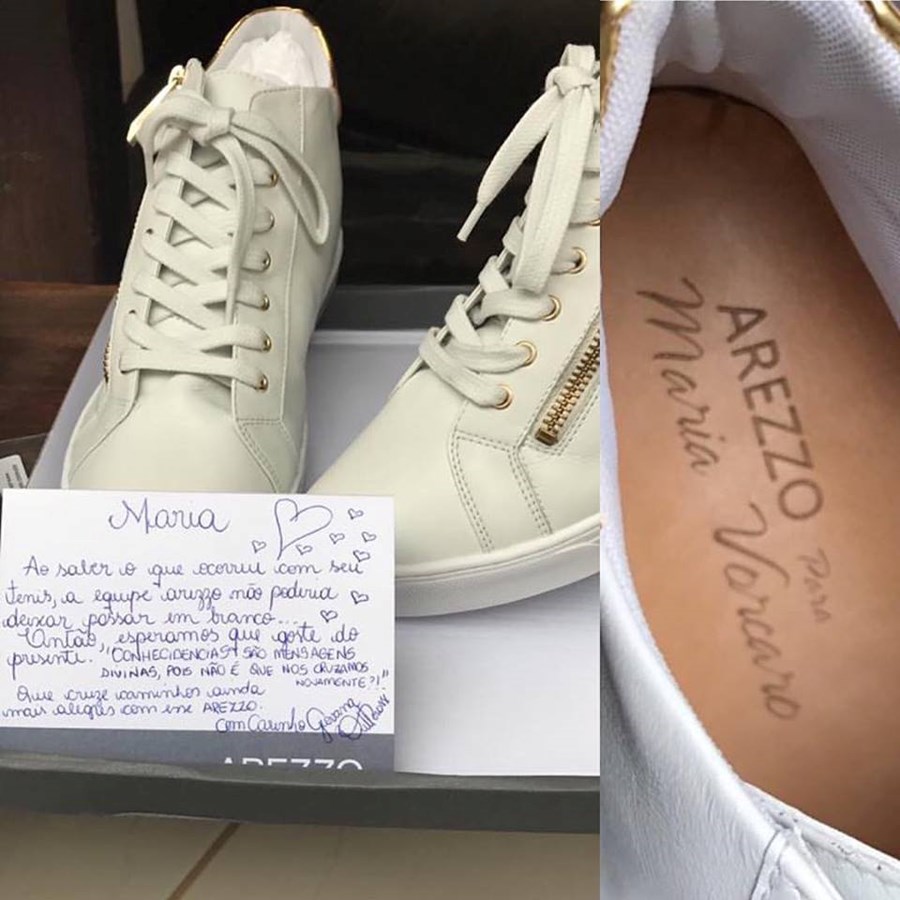 Maria
Ao saber o que ocorreu com seu
tenis, a equipe arezzo não poderia
deixar passar em branco...
Então, esperamos que goste do
presente. "CONHECIDENCIAS SÃO MENSAGENS
DIVINAS, POIS NÃO É QUE NOS CRUZAMOS
NOVAMENTE?!"
Que cruze caminhos ainda
mais alegres com esse AREZZO.
Com Carinho
AREZZO
AREZZO
Para
Maria Vorcaro